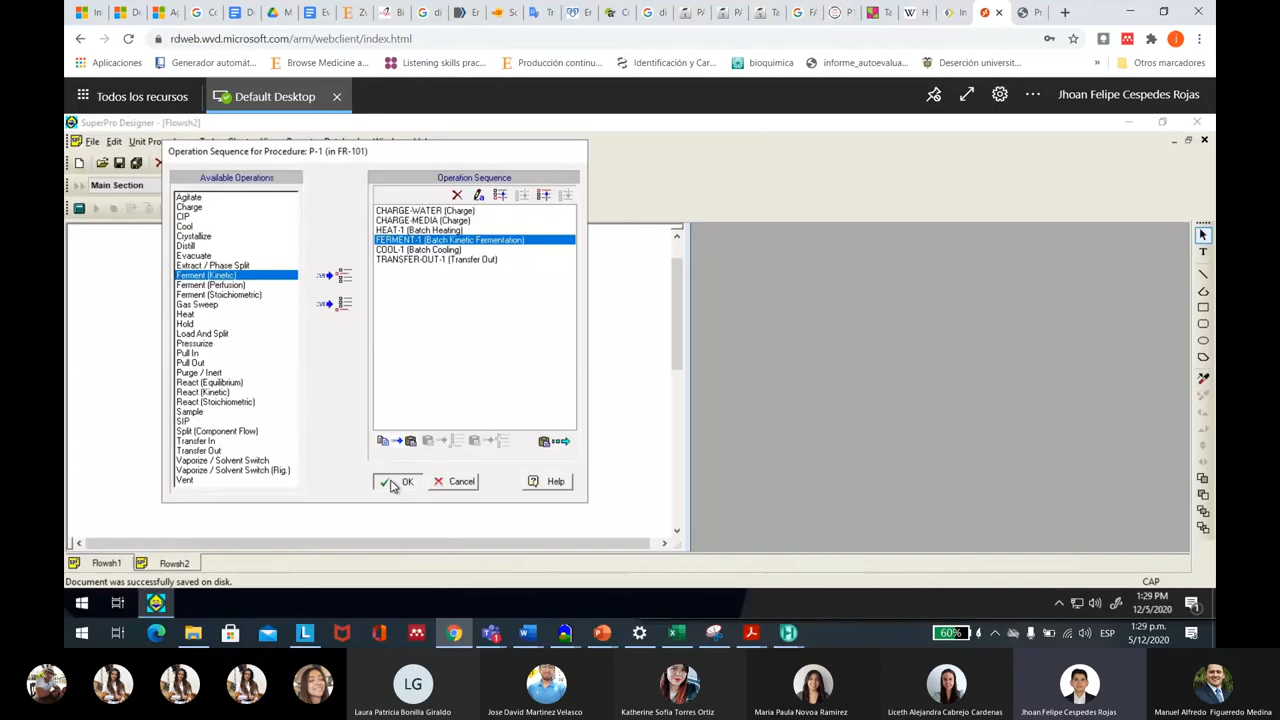 rdweb.wvd.microsoft.com/arm/webclient/index.html
Aplicaciones
Generador automát...
Browse Medicine a...
Listening skills prac...
Producción continu...
Identificación y Car...
bioquimica
informe_autoevalua...
Deserción universit...
»
Otros marcadores
Todos los recursos
Default Desktop
Jhoan Felipe Cespedes Rojas
SuperPro Designer - [Flowsh2]
File Edit Unit Pro
Main Section
Operation Sequence for Procedure: P-1 (in FR-101)
Available Operations
Agitate
Charge
CIP
Cool
Crystallize
Distill
Evacuate
Extract / Phase Split
Ferment (Kinetic)
Ferment (Perfusion)
Ferment (Stoichiometric)
Gas Sweep
Heat
Hold
Load And Split
Pressurize
Pull In
Pull Out
Purge / Inert
React (Equilibrium)
React (Kinetic)
React (Stoichiometric)
Sample
SIP
Split (Component Flow)
Transfer In
Transfer Out
Vaporize / Solvent Switch
Vaporize / Solvent Switch (Rig.)
Vent
Operation Sequence
CHARGE-WATER (Charge)
CHARGE-MEDIA (Charge)
HEAT-1 (Batch Heating)
FERMENT-1 (Batch Kinetic Fermentation)
COOL-1 (Batch Cooling)
TRANSFER-OUT-1 (Transfer Out)
OK
Cancel
Help
Flowsh1
Flowsh2
Document was successfully saved on disk.
CAP
1:29 PM
12/5/2020
60%
ESP
1:29 p.m.
5/12/2020
LG
Laura Patricia Bonilla Giraldo
Jose David Martinez Velasco
Katherine Sofia Torres Ortiz
Maria Paula Novoa Ramirez
Liceth Alejandra Cabrejo Cardenas
Jhoan Felipe Cespedes Rojas
Manuel Alfredo Figueredo Medina